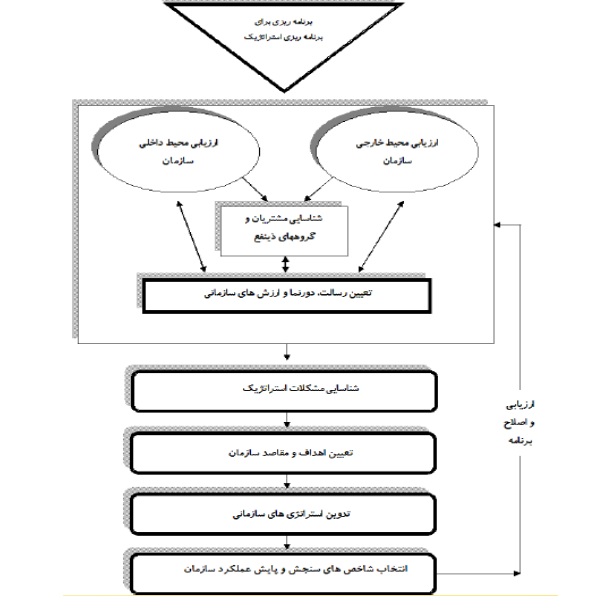 برنامه ریزی برای
برنامه ریزی استراتژیک
ارزیابی محیط خارجی
سازمان
ارزیابی محیط داخلی
سازمان
شناسایی مشتریان و
گروههای ذینفع
تعیین رسالت، دورنما و ارزش های سازمانی
شناسایی مشکلات استراتژیک
تعیین اهداف و مقاصد سازمان
تدوین استراتژی های سازمانی
انتخاب شاخص های سنجش و پایش عملکرد سازمان
ارزیابی
و اصلاح
برنامه